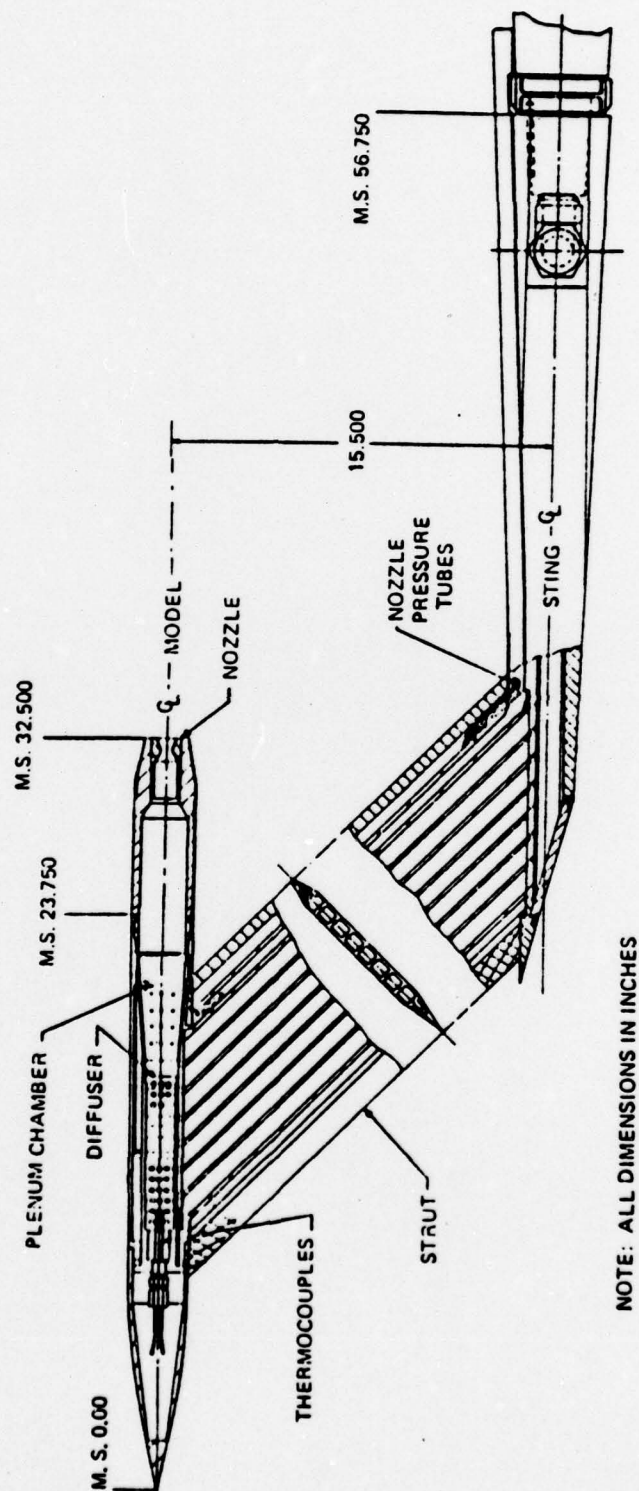 M.S. 0.00
PLENUM CHAMBER
DIFFUSER
M.S. 23.750
M.S. 32.500
℄ - MODEL
NOZZLE
THERMOCOUPLES
STRUT
15.500
NOZZLE
PRESSURE
TUBES
STING - ℄
M.S. 56.750
NOTE: ALL DIMENSIONS IN INCHES